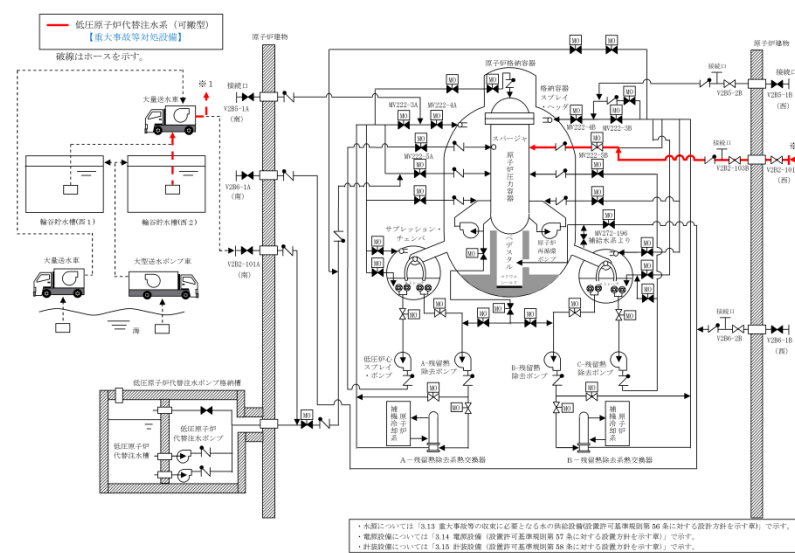 低圧原子炉代替注水系（可搬型）
【重大事故等対処設備】
破線はホースを示す。
原子炉建物
原子炉建物
※1
大量送水車
接続口
V2B5-1A
(南)
V2B6-1A
(南)
V2B2-101A
(南)
輪谷貯水槽(西1)
輪谷貯水槽(西2)
大量送水車
大型送水ポンプ車
海
原子炉格納容器
格納容器
スプレイ
・ヘッダ
MV222-3A
MV222-4A
MV222-5A
MV222-4B
MV222-3B
MV222-5B
スパージャ
原子炉圧力容器
ペデスタル
サプレッション・
チェンバ
原子炉
再循環
ポンプ
MV272-196
補給水系より
接続口
V2B5-2B
接続口
V2B5-1B
(西)
接続口
V2B2-103B
V2B2-101
(西)
接続口
V2B6-2B
接続口
V2B6-1B
(西)
低圧炉心
スプレイ
・ポンプ
A-残留熱
除去ポンプ
B-残留熱
除去ポンプ
C-残留熱
除去ポンプ
原子炉
補機冷却系
原子炉
補機冷却系
A－残留熱除去系熱交換器
B－残留熱除去系熱交換器
低圧原子炉代替注水ポンプ格納槽
低圧原子炉
代替注水槽
低圧原子炉
代替注水ポンプ
・水源については「3.13 重大事故等の収束に必要となる水の供給設備(設置許可基準規則第56条に対する設計方針を示す章)」で示す。
・電源設備については「3.14 電源設備（設置許可基準規則第57条に対する設置方針を示す章）」で示す。
・計装設備については「3.15 計装設備（設置許可基準規則第58条に対する設置方針を示す章）」で示す。